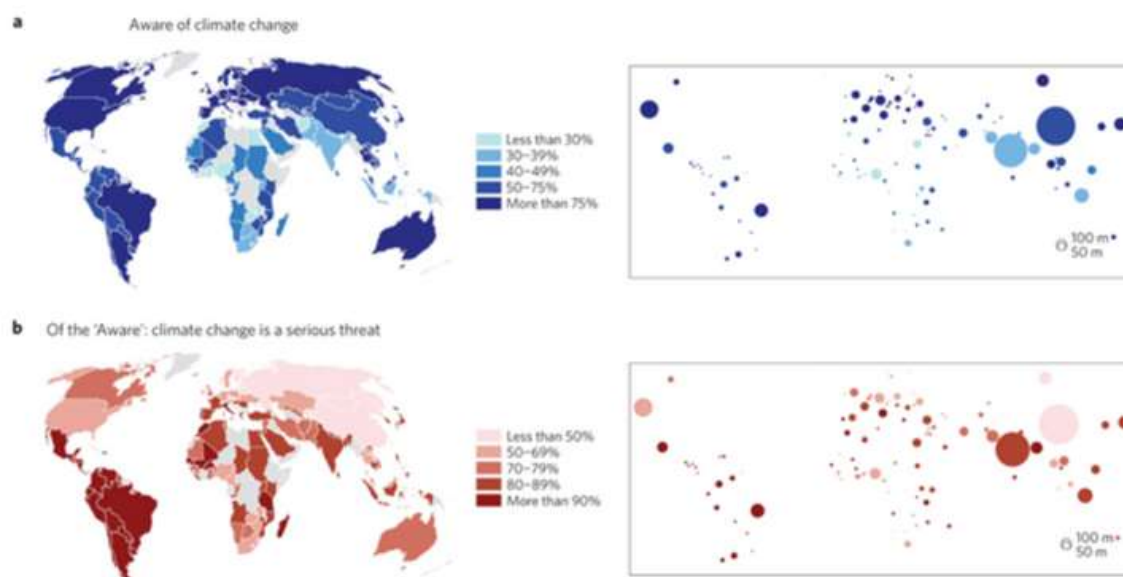 a Aware of climate change
Less than 30%
30–39%
40–49%
50–75%
More than 75%
100 m
50 m
b Of the ‘Aware’: climate change is a serious threat
Less than 50%
50–69%
70–79%
80–89%
More than 90%
100 m
50 m